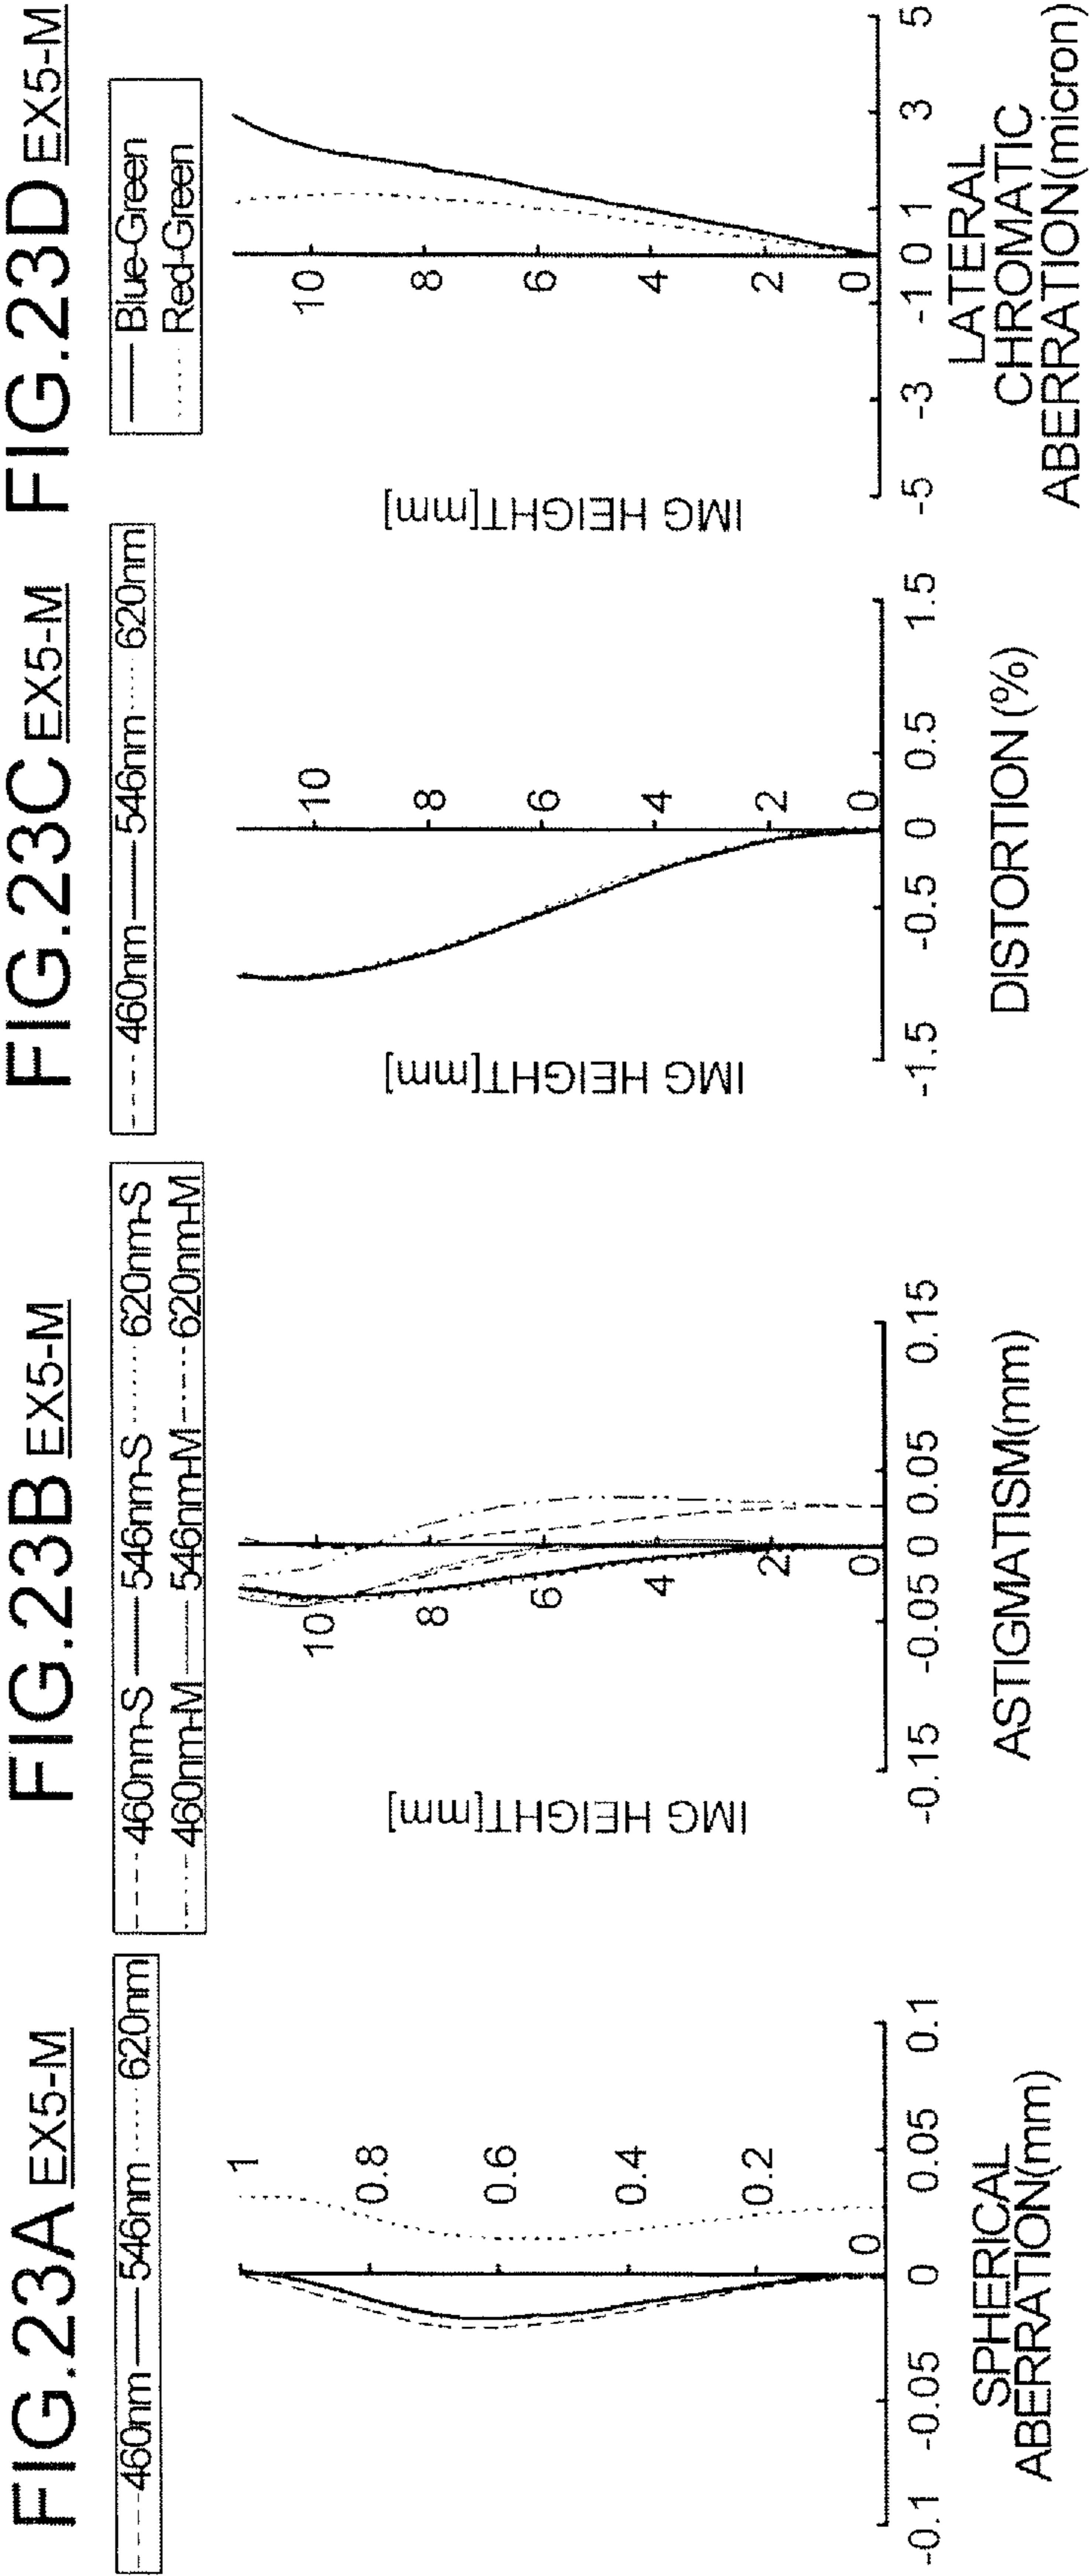 FIG.23A EX5-M
460nm 546nm 620nm
1
0.8
0.6
0.4
0.2
0
-0.1 -0.05 0 0.05 0.1
SPHERICAL
ABERRATION(mm)
FIG.23B EX5-M
460nm-S 546nm-S 620nm-S
460nm-M 546nm-M 620nm-M
IMG HEIGHT[mm]
10
8
6
4
2
0
-0.15 -0.05 0 0.05 0.15
ASTIGMATISM(mm)
FIG.23C EX5-M
460nm 546nm 620nm
IMG HEIGHT[mm]
10
8
6
4
2
0
-1.5 -0.5 0 0.5 1.5
DISTORTION (%)
FIG.23D EX5-M
Blue-Green
Red-Green
IMG HEIGHT[mm]
10
8
6
4
2
0
-5 -3 -1 0 1 3 5
LATERAL
CHROMATIC
ABERRATION(micron)